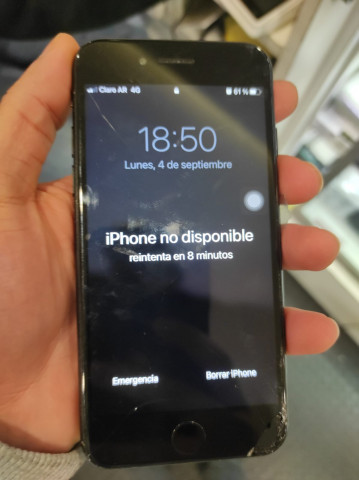 Claro AR 4G 61 %
18:50
Lunes, 4 de septiembre
iPhone no disponible
reintenta en 8 minutos
Emergencia Borrar iPhone